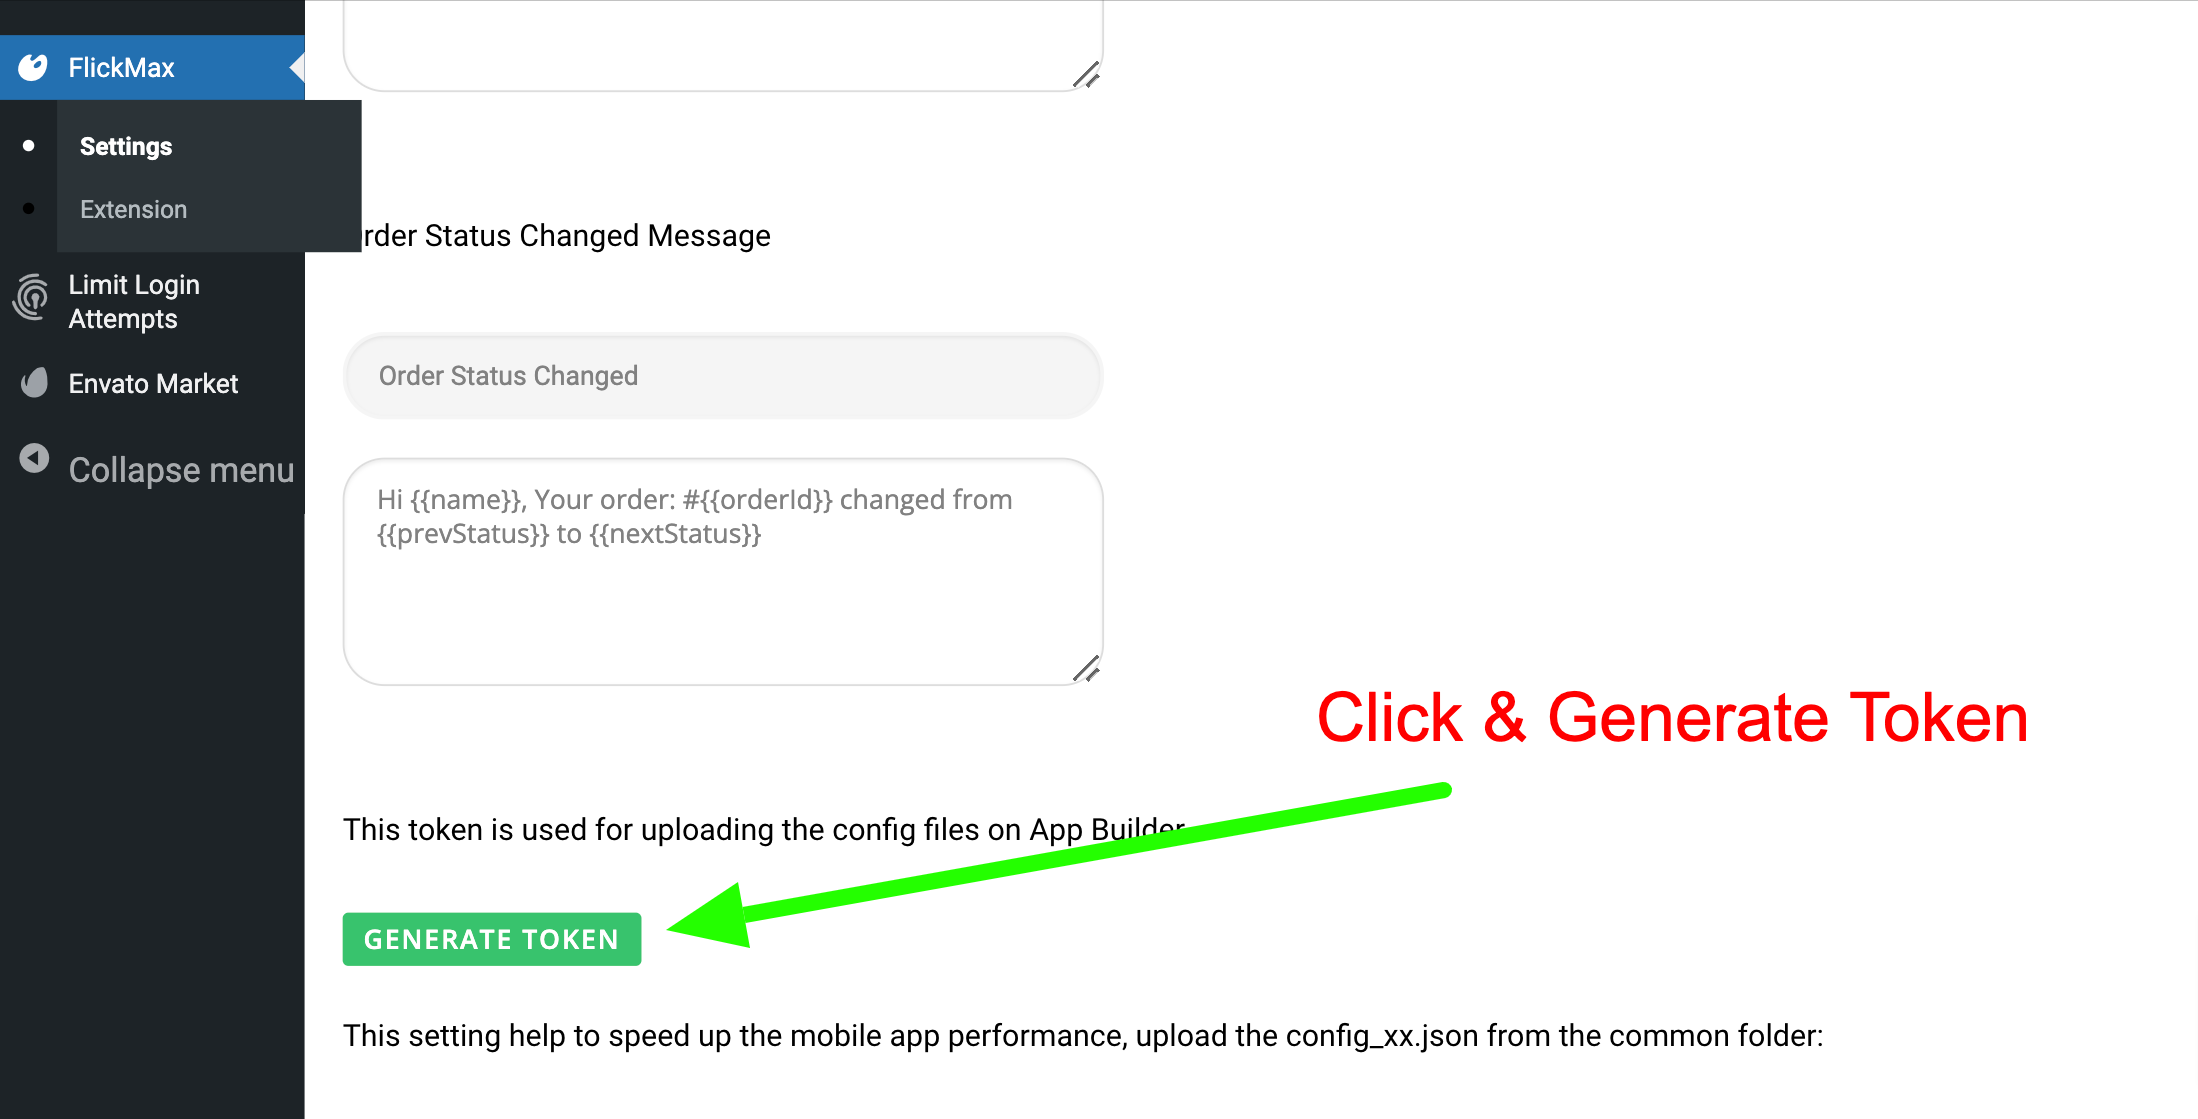 FlickMax
Settings
Extension
Limit Login
Attempts
Envato Market
Collapse menu
rder Status Changed Message
Order Status Changed
Hi {{name}}, Your order: #{{orderId}} changed from
{{prevStatus}} to {{nextStatus}}
Click & Generate Token
This token is used for uploading the config files on App Builder
GENERATE TOKEN
This setting help to speed up the mobile app performance, upload the config_xx.json from the common folder: